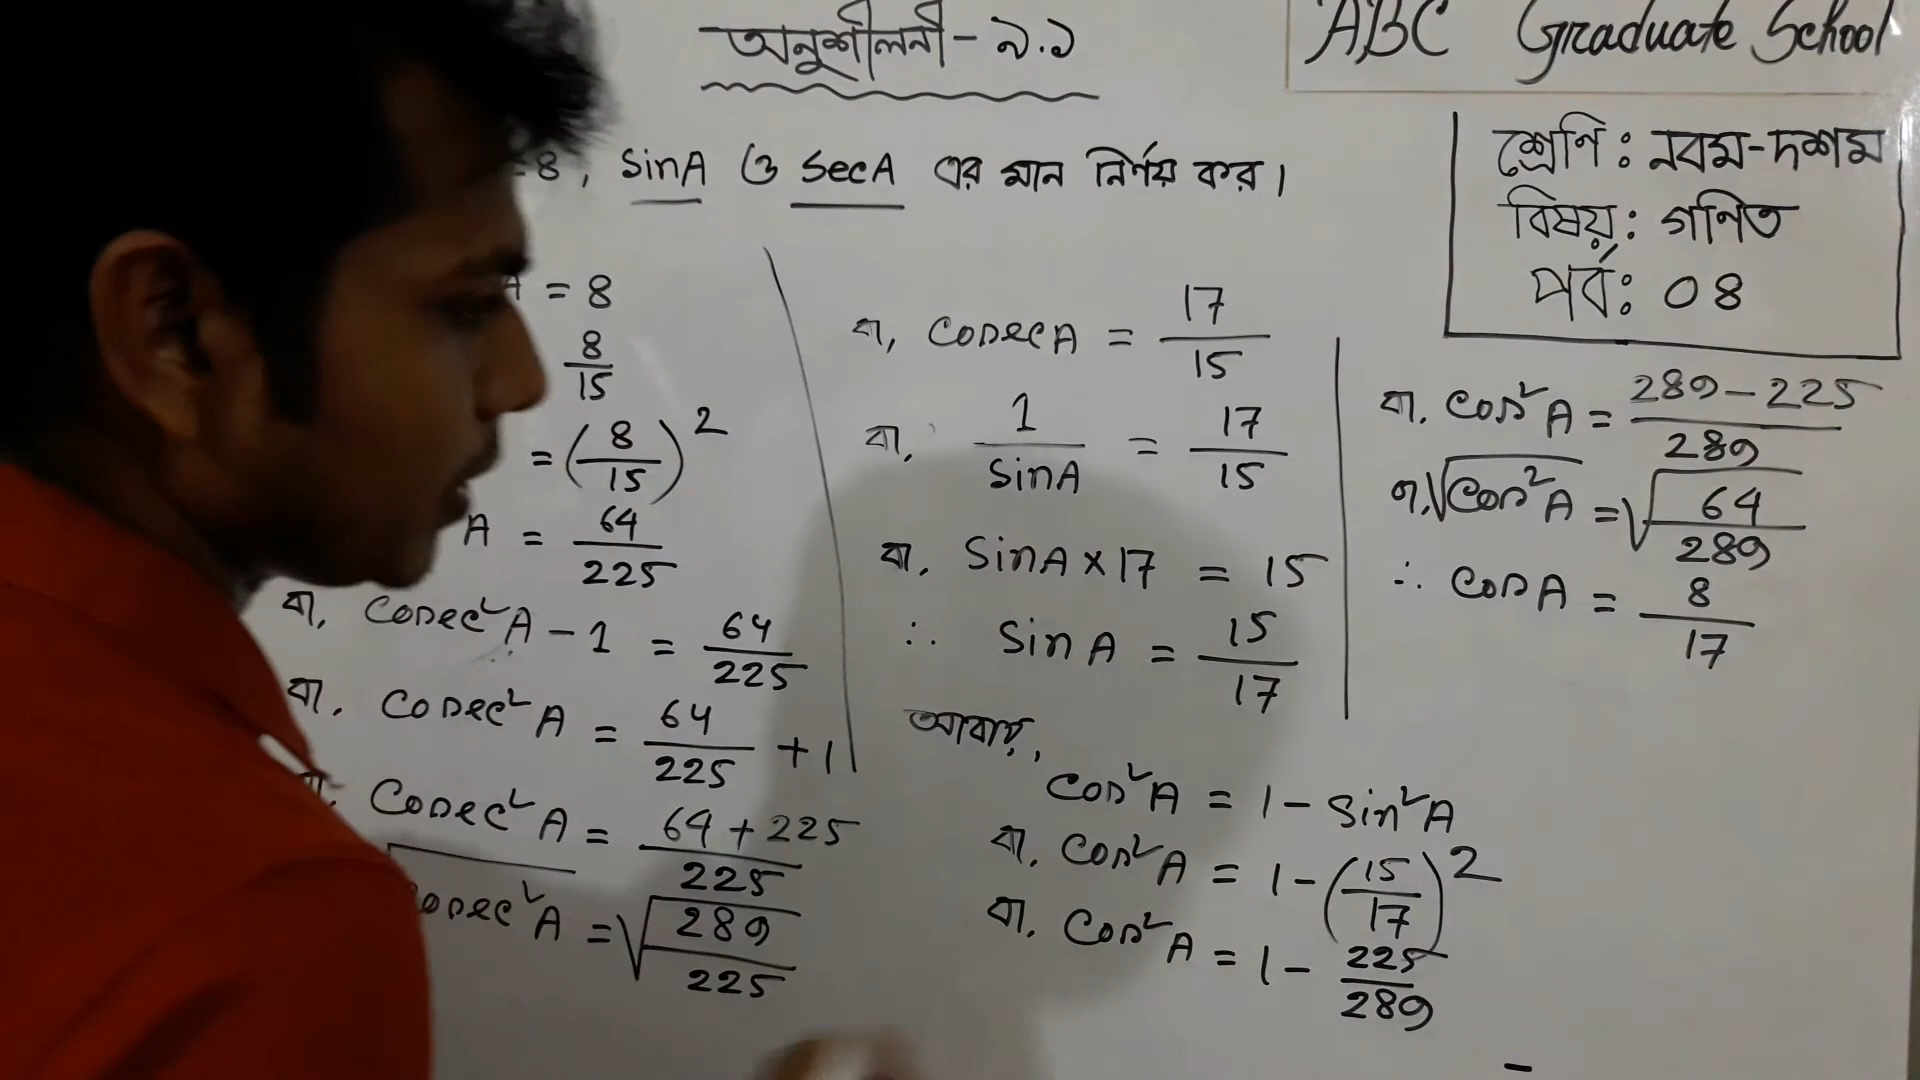 অনুশীলনী - ৯.১
ABC Graduate School
শ্রেণি : নবম-দশম
বিষয় : গণিত
পর্ব : ০৪
=8, SinA ও SecA এর মান নির্ণয় কর।
A = 8
8/15
= (8/15)^2
A = 64/225
বা, Cosec²A - 1 = 64/225
বা, Cosec²A = 64/225 + 1
Cosec²A = (64 + 225)/225
Cosec²A = √(289/225)
বা, CosecA = 17/15
বা, 1/SinA = 17/15
বা, SinA × 17 = 15
∴ SinA = 15/17
আবার,
Cos²A = 1 - Sin²A
বা, Cos²A = 1 - (15/17)^2
বা, Cos²A = 1 - 225/289
বা, Cos²A = (289 - 225)/289
বা, √Cos²A = √(64/289)
∴ CosA = 8/17